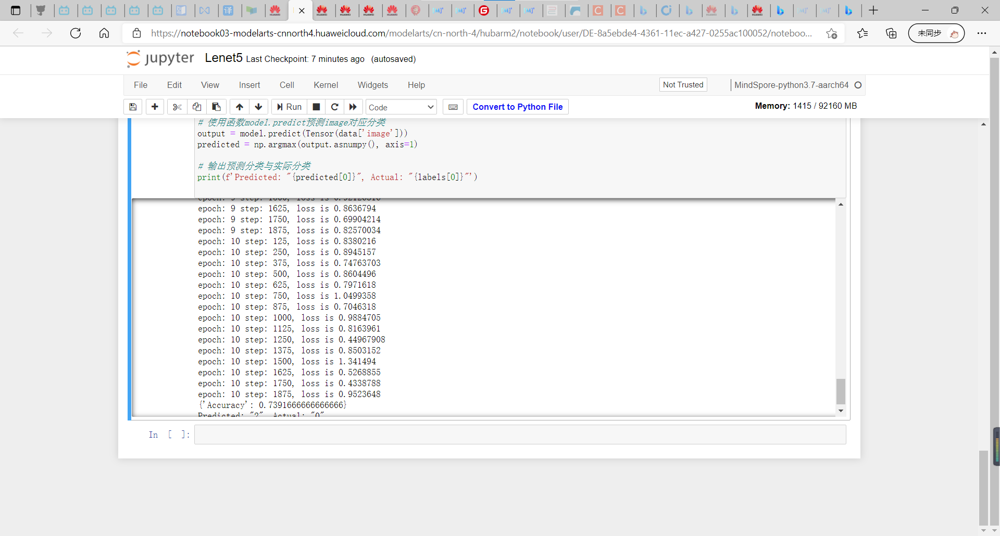 https://notebook03-modelarts-cnnorth4.huaweicloud.com/modelarts/cn-north-4/hubarm2/notebook/user/DE-8a5ebde4-4361-11ec-a427-0255ac100052/noteboo...
未同步
jupyter Lenet5 Last Checkpoint: 7 minutes ago (autosaved)
File Edit View Insert Cell Kernel Widgets Help Not Trusted MindSpore-python3.7-aarch64
Run Code Convert to Python File Memory: 1415 / 92160 MB
# 使用函数model.predict预测image对应分类
output = model.predict(Tensor(data['image']))
predicted = np.argmax(output.asnumpy(), axis=1)
# 输出预测分类与实际分类
print(f'Predicted: "{predicted[0]}", Actual: "{labels[0]}"')
epoch: 9 step: 1500, loss is 0.92120516
epoch: 9 step: 1625, loss is 0.8636794
epoch: 9 step: 1750, loss is 0.69904214
epoch: 9 step: 1875, loss is 0.82570034
epoch: 10 step: 125, loss is 0.8380216
epoch: 10 step: 250, loss is 0.8945157
epoch: 10 step: 375, loss is 0.74763703
epoch: 10 step: 500, loss is 0.8604496
epoch: 10 step: 625, loss is 0.7971618
epoch: 10 step: 750, loss is 1.0499358
epoch: 10 step: 875, loss is 0.7046318
epoch: 10 step: 1000, loss is 0.9884705
epoch: 10 step: 1125, loss is 0.8163961
epoch: 10 step: 1250, loss is 0.44967908
epoch: 10 step: 1375, loss is 0.8503152
epoch: 10 step: 1500, loss is 1.341494
epoch: 10 step: 1625, loss is 0.5268855
epoch: 10 step: 1750, loss is 0.4338788
epoch: 10 step: 1875, loss is 0.9523648
{'Accuracy': 0.7391666666666666}
Predicted: "2", Actual: "0"
In [ ]: